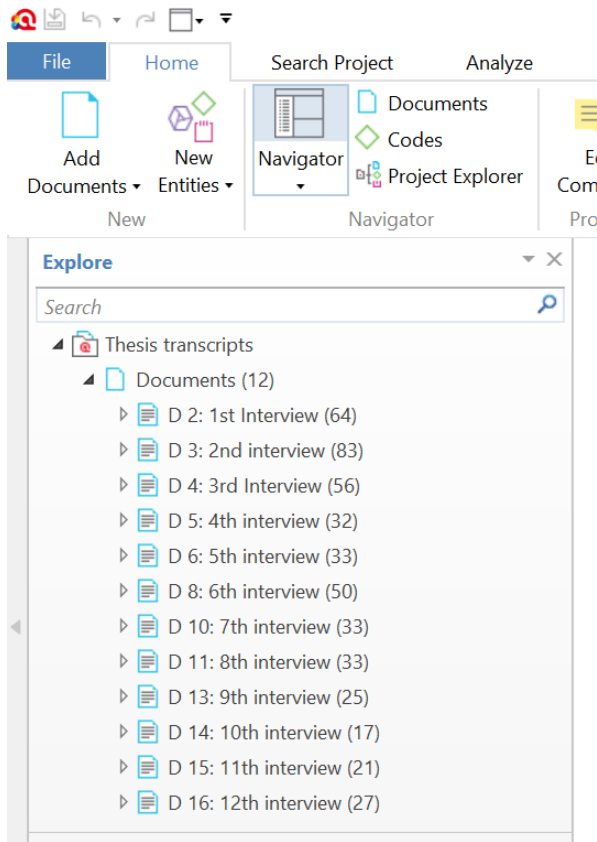 File Home Search Project Analyze
Documents
Codes
Add New Navigator E
Documents Entities Project Explorer Com
New Navigator Pro
Explore
Search
Thesis transcripts
Documents (12)
D 2: 1st Interview (64)
D 3: 2nd interview (83)
D 4: 3rd Interview (56)
D 5: 4th interview (32)
D 6: 5th interview (33)
D 8: 6th interview (50)
D 10: 7th interview (33)
D 11: 8th interview (33)
D 13: 9th interview (25)
D 14: 10th interview (17)
D 15: 11th interview (21)
D 16: 12th interview (27)